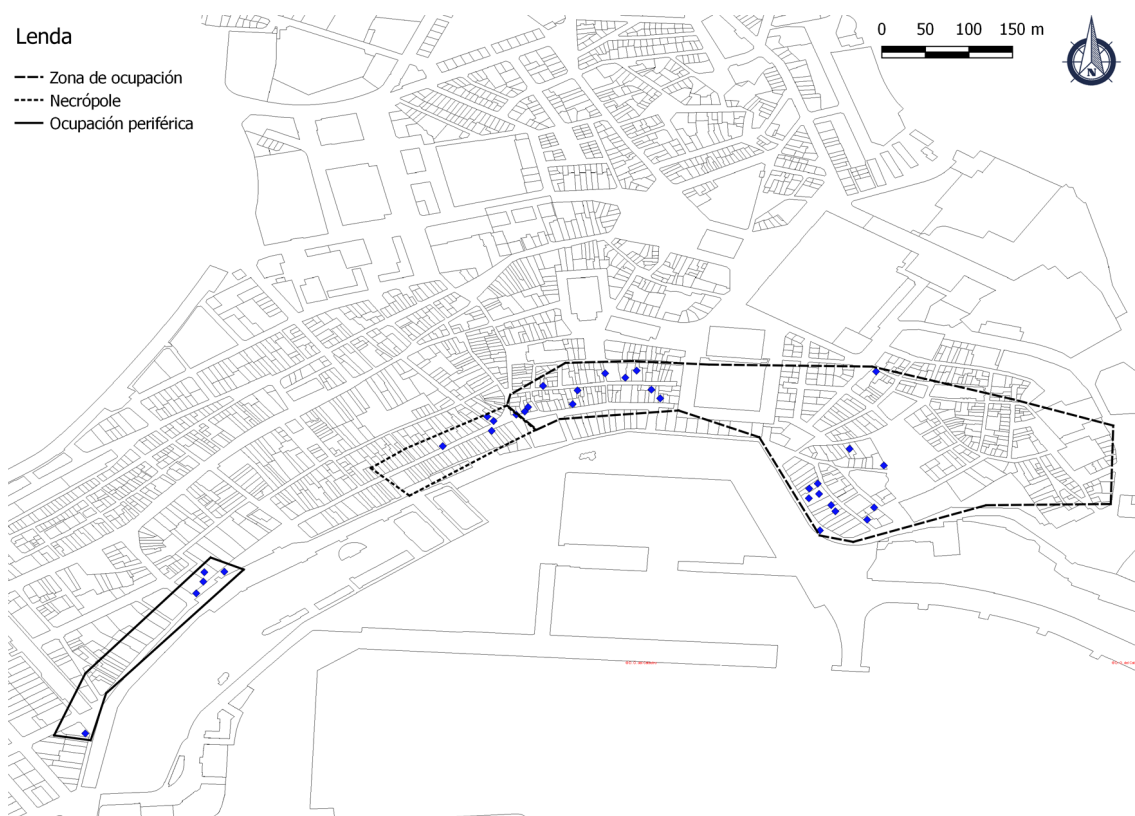 Lenda
Zona de ocupación
Necrópole
Ocupación periférica
0 50 100 150 m
N